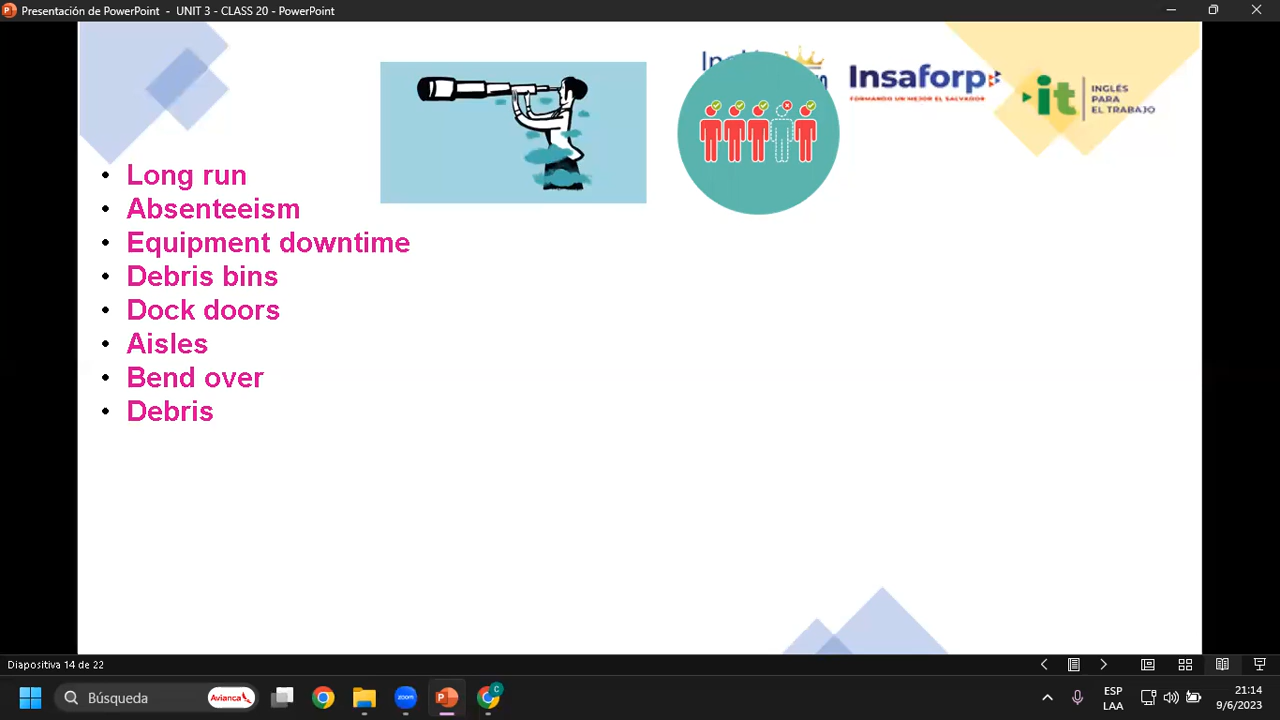 Presentación de PowerPoint - UNIT 3 - CLASS 20 - PowerPoint
Insaforp
FORMANDO UN MEJOR EL SALVADOR
it
INGLÉS
PARA
EL TRABAJO
• Long run
• Absenteeism
• Equipment downtime
• Debris bins
• Dock doors
• Aisles
• Bend over
• Debris
Diapositiva 14 de 22
Búsqueda
Avianca
zoom
C
ESP
LAA
21:14
9/6/2023